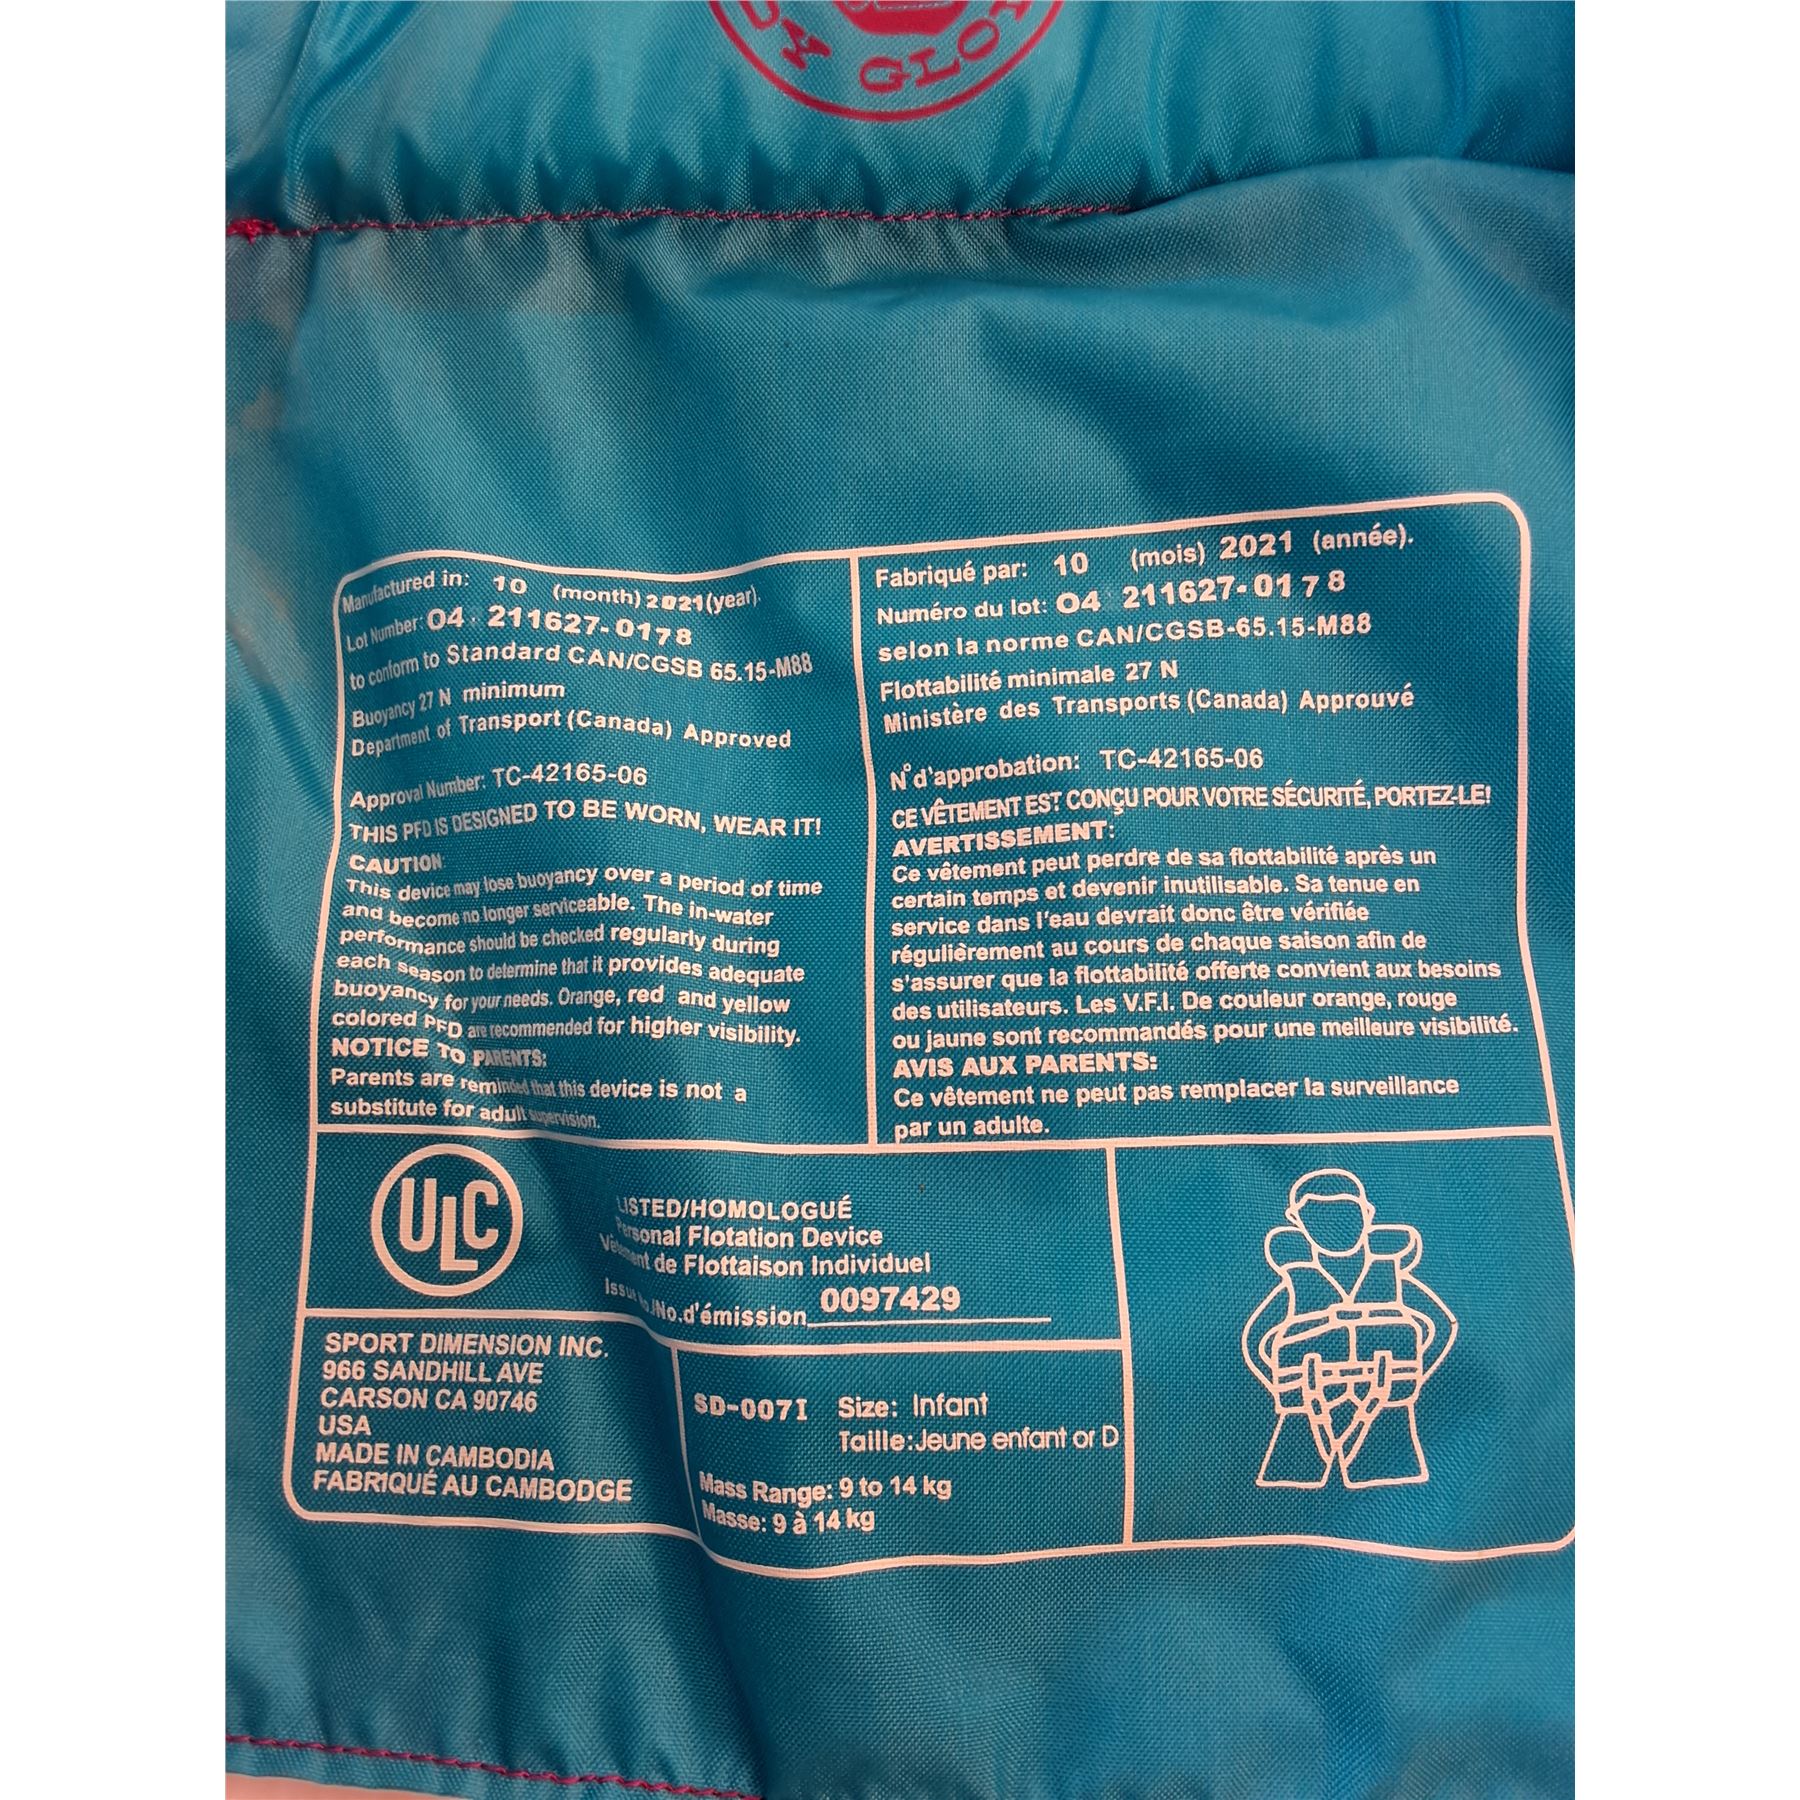 DY GLOV
Manufactured in: 10 (month) 2021 (year).
Lot Number: 04 - 211627-0178
to conform to Standard CAN/CGSB 65.15-M88
Buoyancy 27 N minimum
Department of Transport (Canada) Approved
Approval Number: TC-42165-06
THIS PFD IS DESIGNED TO BE WORN, WEAR IT!
CAUTION
This device may lose buoyancy over a period of time
and become no longer serviceable. The in-water
performance should be checked regularly during
each season to determine that it provides adequate
buoyancy for your needs. Orange, red and yellow
colored PFD are recommended for higher visibility.
NOTICE TO PARENTS:
Parents are reminded that this device is not a
substitute for adult supervision.
Fabriqué par: 10 (mois) 2021 (année).
Numéro du lot: 04 211627-0178
selon la norme CAN/CGSB-65.15-M88
Flottabilité minimale 27 N
Ministère des Transports (Canada) Approuvé
N° d'approbation: TC-42165-06
CE VÊTEMENT EST CONÇU POUR VOTRE SÉCURITÉ, PORTEZ-LE!
AVERTISSEMENT:
Ce vêtement peut perdre de sa flottabilité après un
certain temps et devenir inutilisable. Sa tenue en
service dans l'eau devrait donc être vérifiée
régulièrement au cours de chaque saison afin de
s'assurer que la flottabilité offerte convient aux besoins
des utilisateurs. Les V.F.I. De couleur orange, rouge
ou jaune sont recommandés pour une meilleure visibilité.
AVIS AUX PARENTS:
Ce vêtement ne peut pas remplacer la surveillance
par un adulte.
ULC
LISTED/HOMOLOGUÉ
Personal Flotation Device
Vêtement de Flottaison Individuel
Issue No./No.d'émission 0097429
SPORT DIMENSION INC.
966 SANDHILL AVE
CARSON CA 90746
USA
MADE IN CAMBODIA
FABRIQUÉ AU CAMBODGE
SD-007I Size: Infant
Taille:Jeune enfant or D
Mass Range: 9 to 14 kg
Masse: 9 à 14 kg